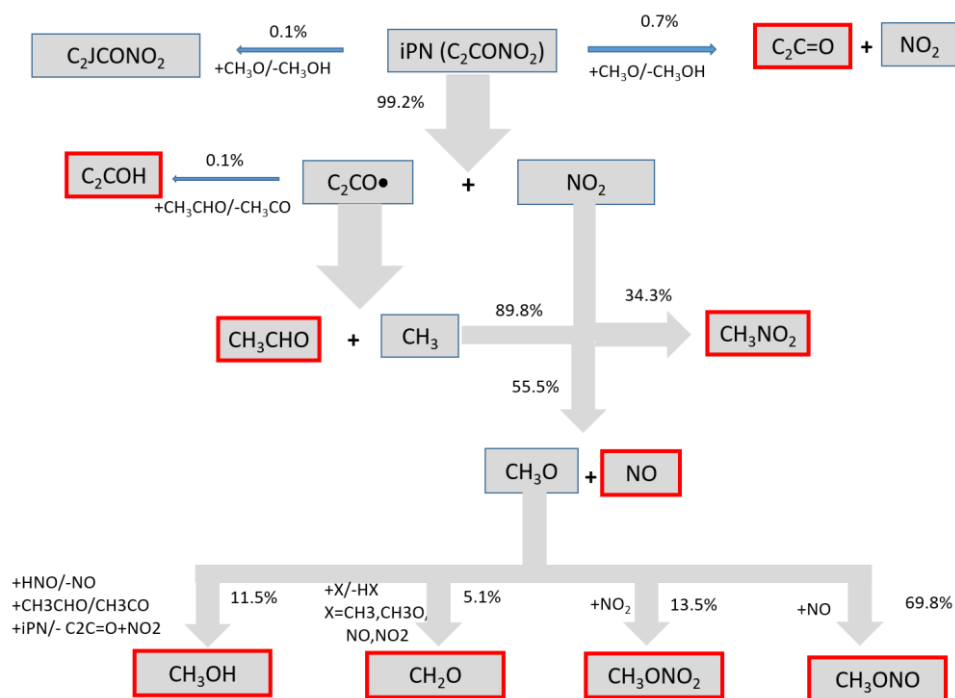 0.1%
0.7%
C₂JCONO₂
iPN (C₂CONO₂)
C₂C=O
+
NO₂
+CH₃O/-CH₃OH
+CH₃O/-CH₃OH
99.2%
0.1%
C₂COH
C₂CO●
+
NO₂
+CH₃CHO/-CH₃CO
89.8%
34.3%
CH₃CHO
+
CH₃
CH₃NO₂
55.5%
CH₃O
+
NO
+HNO/-NO
+CH3CHO/CH3CO
+iPN/- C2C=O+NO2
11.5%
+X/-HX
X=CH3,CH3O,
NO,NO2
5.1%
+NO₂
13.5%
+NO
69.8%
CH₃OH
CH₂O
CH₃ONO₂
CH₃ONO